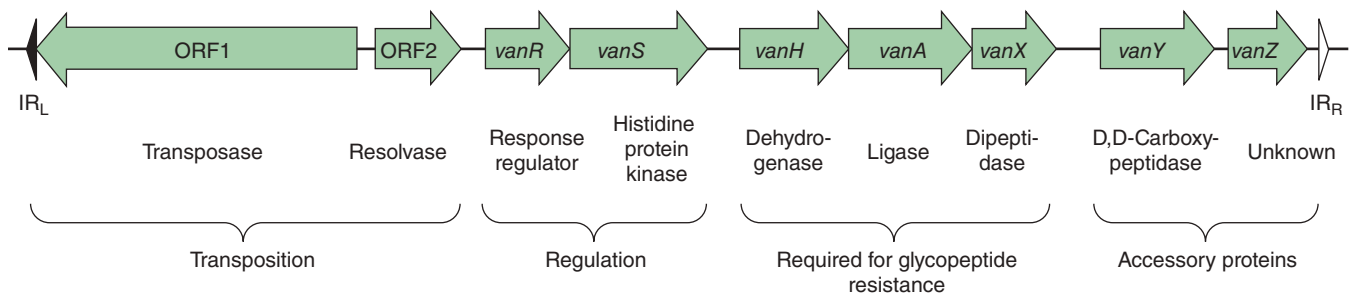 ORF1 ORF2 vanR vanS vanH vanA vanX vanY vanZ
IRL IRR
Transposase
Resolvase
Response
regulator
Histidine
protein
kinase
Dehydro-
genase
Ligase
Dipepti-
dase
D,D-Carboxy-
peptidase
Unknown
Transposition
Regulation
Required for glycopeptide
resistance
Accessory proteins